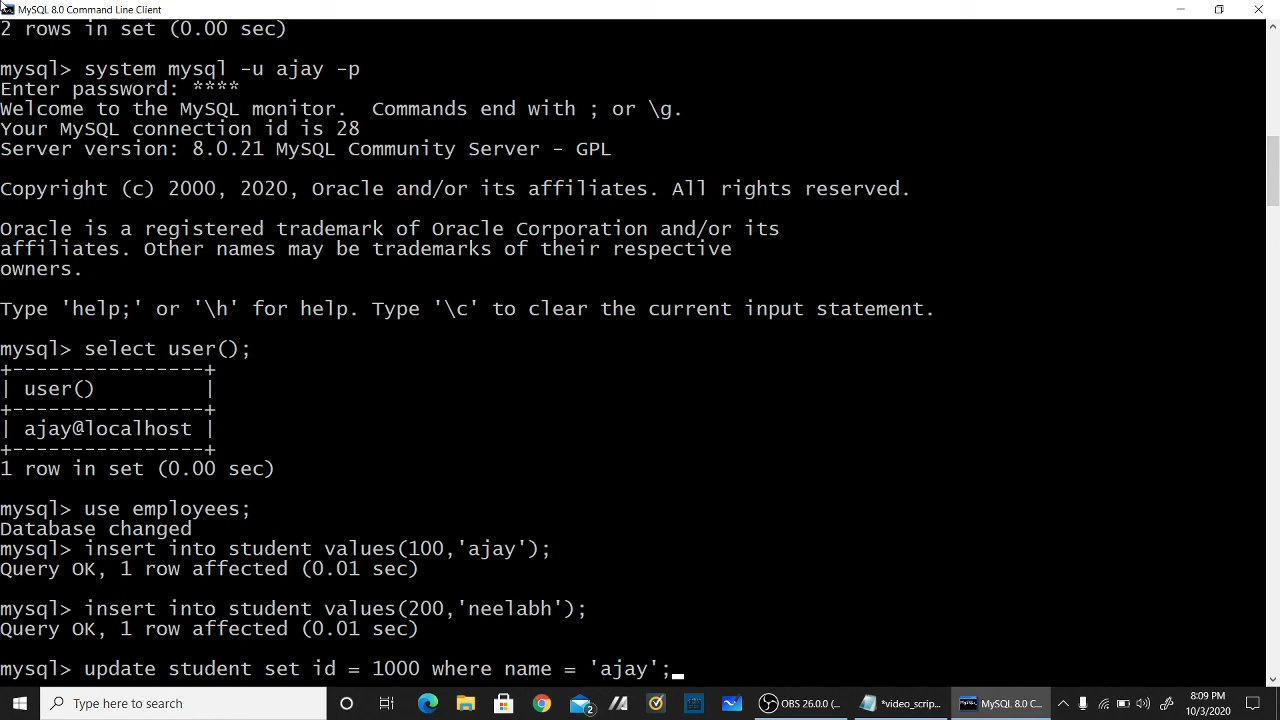 MySQL 8.0 Command Line Client
2 rows in set (0.00 sec)
mysql> system mysql -u ajay -p
Enter password: ****
Welcome to the MySQL monitor.  Commands end with ; or \g.
Your MySQL connection id is 28
Server version: 8.0.21 MySQL Community Server - GPL
Copyright (c) 2000, 2020, Oracle and/or its affiliates. All rights reserved.
Oracle is a registered trademark of Oracle Corporation and/or its
affiliates. Other names may be trademarks of their respective
owners.
Type 'help;' or '\h' for help. Type '\c' to clear the current input statement.
mysql> select user();
+----------------+
| user()         |
+----------------+
| ajay@localhost |
+----------------+
1 row in set (0.00 sec)
mysql> use employees;
Database changed
mysql> insert into student values(100,'ajay');
Query OK, 1 row affected (0.01 sec)
mysql> insert into student values(200,'neelabh');
Query OK, 1 row affected (0.01 sec)
mysql> update student set id = 1000 where name = 'ajay';
Type here to search
2
OBS 26.0.0 (...
*video_scrip...
MySQL 8.0 C...
8:09 PM
10/3/2020